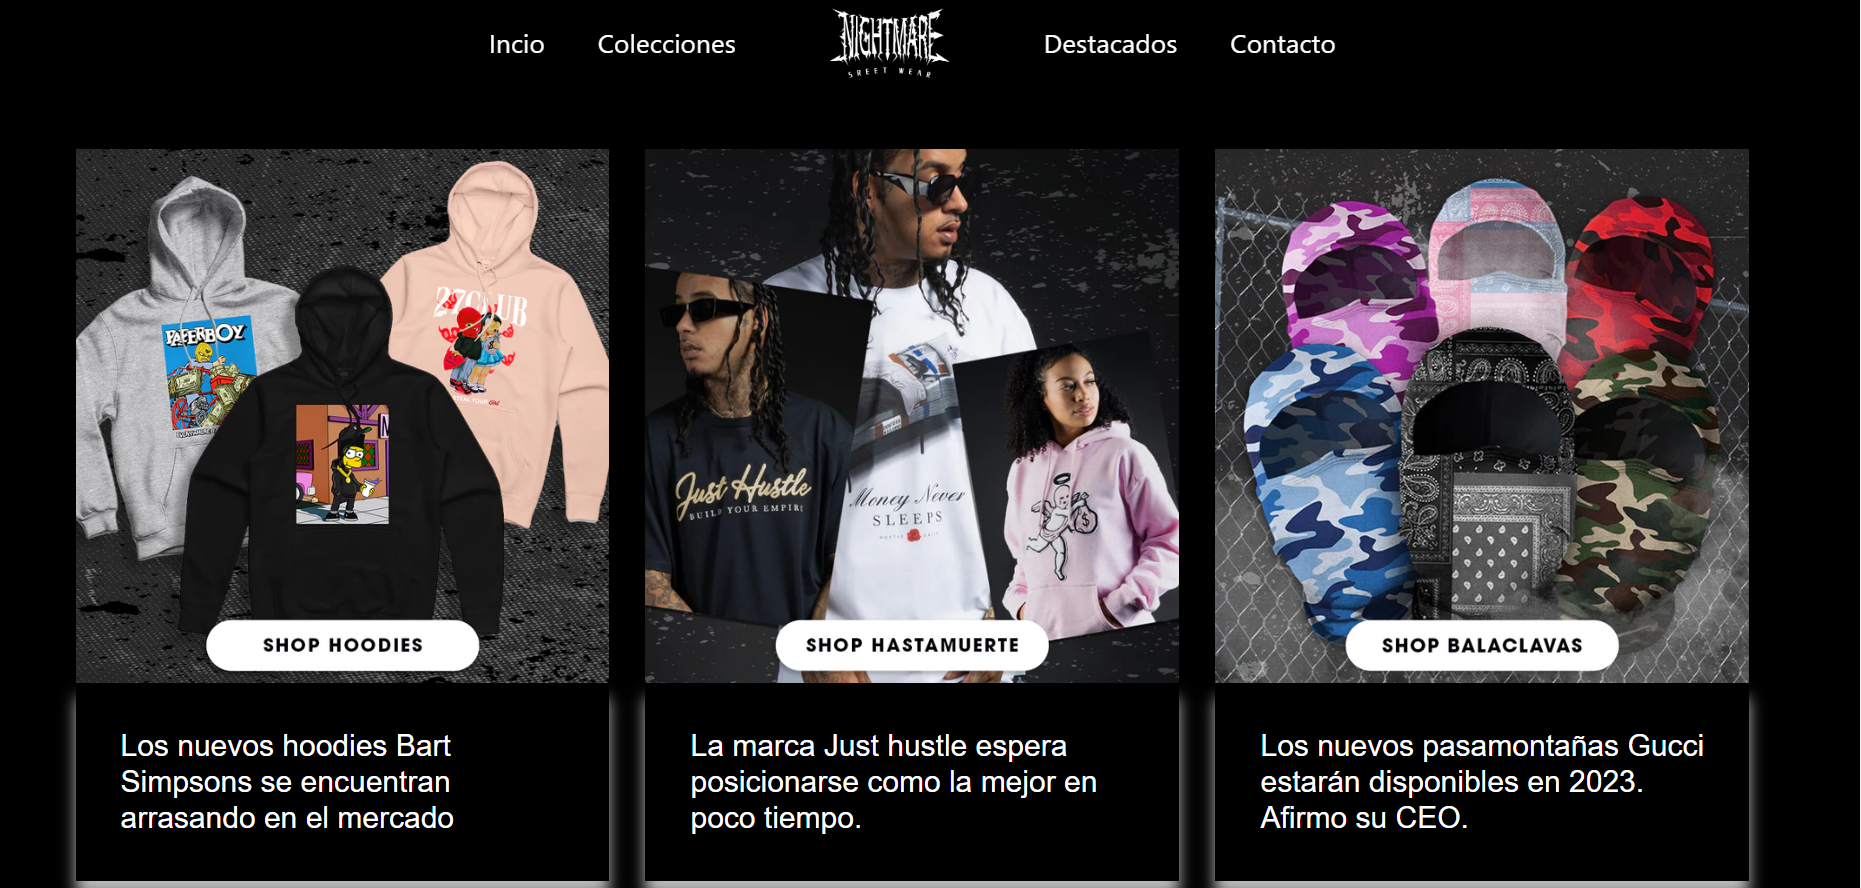 Incio
Colecciones
NIGHTMARE
SREET WEAR
Destacados
Contacto
PAPERBOY
27CLUB
SHOP HOODIES
Just Hustle
BUILD YOUR EMPIRE
Money Never
SLEEPS
$
SHOP HASTAMUERTE
SHOP BALACLAVAS
Los nuevos hoodies Bart
Simpsons se encuentran
arrasando en el mercado
La marca Just hustle espera
posicionarse como la mejor en
poco tiempo.
Los nuevos pasamontañas Gucci
estarán disponibles en 2023.
Afirmo su CEO.